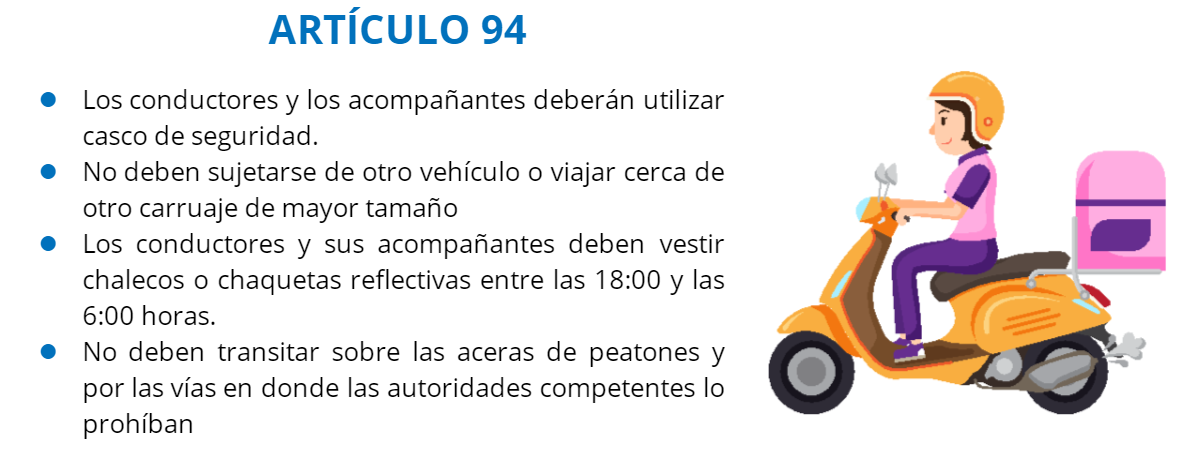 ARTÍCULO 94
● Los conductores y los acompañantes deberán utilizar
casco de seguridad.
● No deben sujetarse de otro vehículo o viajar cerca de
otro carruaje de mayor tamaño
● Los conductores y sus acompañantes deben vestir
chalecos o chaquetas reflectivas entre las 18:00 y las
6:00 horas.
● No deben transitar sobre las aceras de peatones y
por las vías en donde las autoridades competentes lo
prohíban